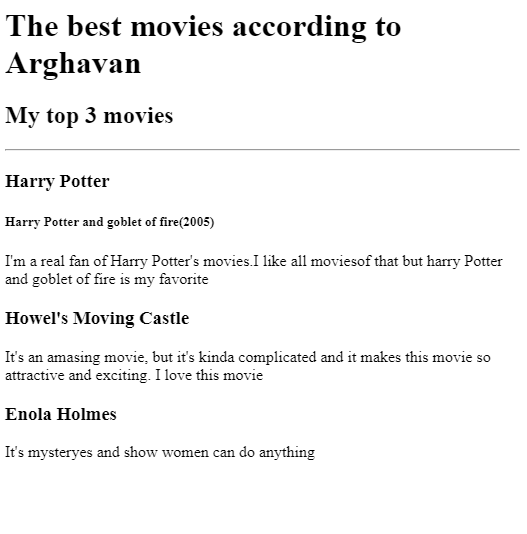 The best movies according to
Arghavan
My top 3 movies
Harry Potter
Harry Potter and goblet of fire(2005)
I'm a real fan of Harry Potter's movies.I like all moviesof that but harry Potter
and goblet of fire is my favorite
Howel's Moving Castle
It's an amasing movie, but it's kinda complicated and it makes this movie so
attractive and exciting. I love this movie
Enola Holmes
It's mysteryes and show women can do anything